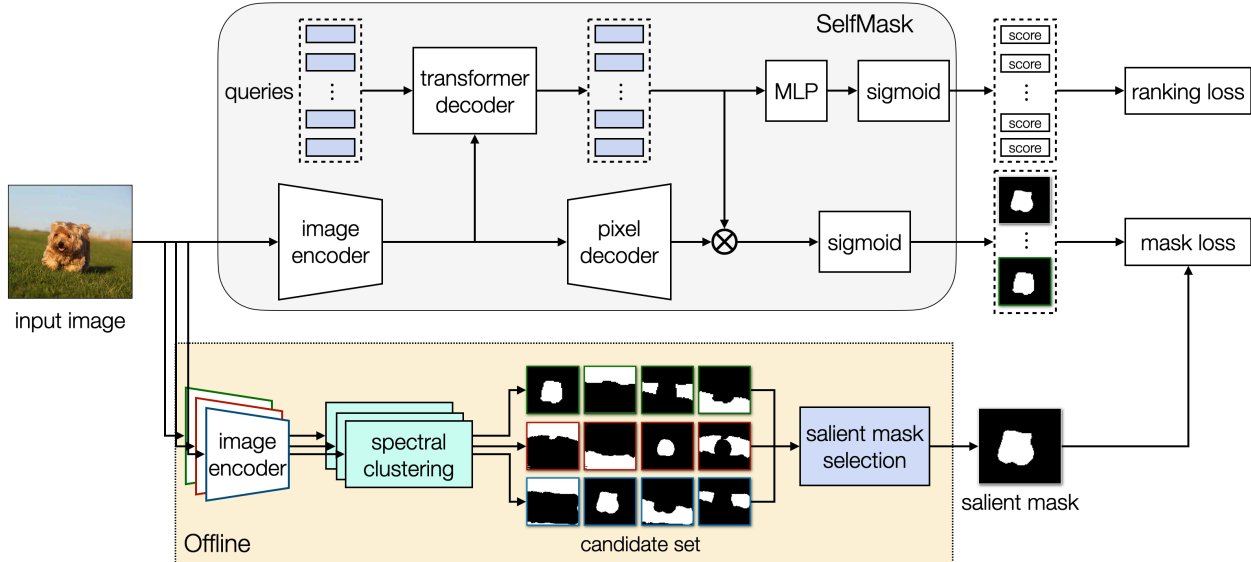 SelfMask
queries
transformer
decoder
MLP
sigmoid
score
score
score
score
ranking loss
image
encoder
pixel
decoder
sigmoid
mask loss
input image
image
encoder
spectral
clustering
salient mask
selection
salient mask
candidate set
Offline